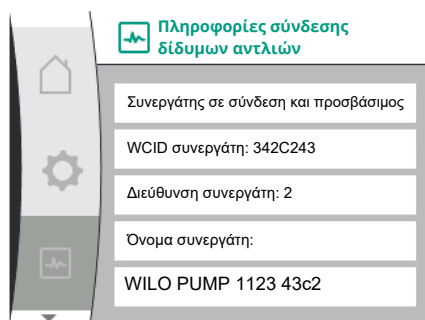 Πληροφορίες σύνδεσης
δίδυμων αντλιών
Συνεργάτης σε σύνδεση και προσβάσιμος
WCID συνεργάτη: 342C243
Διεύθυνση συνεργάτη: 2
Όνομα συνεργάτη:
WILO PUMP 1123 43c2